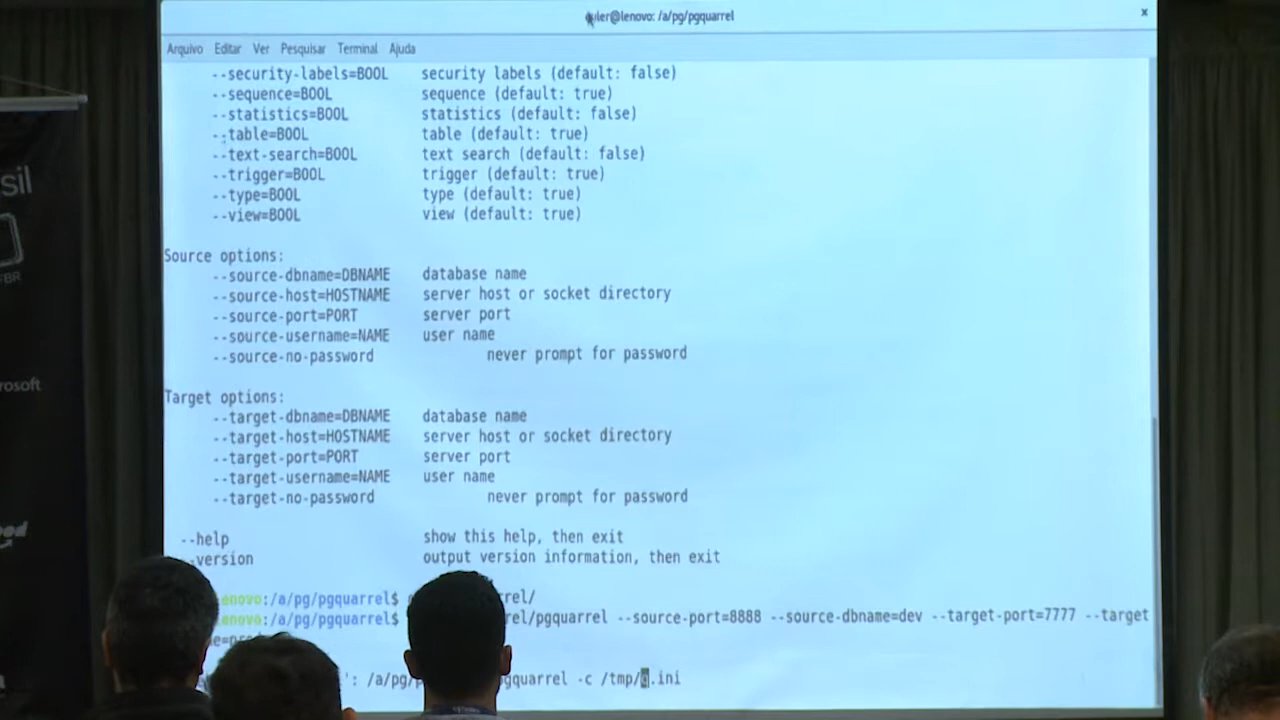 uler@lenovo: /a/pg/pgquarrel
x
Arquivo Editar Ver Pesquisar Terminal Ajuda
--security-labels=BOOL security labels (default: false)
--sequence=BOOL sequence (default: true)
--statistics=BOOL statistics (default: false)
--table=BOOL table (default: true)
--text-search=BOOL text search (default: false)
--trigger=BOOL trigger (default: true)
--type=BOOL type (default: true)
--view=BOOL view (default: true)
Source options:
--source-dbname=DBNAME database name
--source-host=HOSTNAME server host or socket directory
--source-port=PORT server port
--source-username=NAME user name
--source-no-password never prompt for password
Target options:
--target-dbname=DBNAME database name
--target-host=HOSTNAME server host or socket directory
--target-port=PORT server port
--target-username=NAME user name
--target-no-password never prompt for password
--help show this help, then exit
--version output version information, then exit
enovo:/a/pg/pgquarrel$ rel/
enovo:/a/pg/pgquarrel$ rel/pgquarrel --source-port=8888 --source-dbname=dev --target-port=7777 --target
': /a/pg/ gquarrel -c /tmp/q.ini
sil
FBR
rosoft